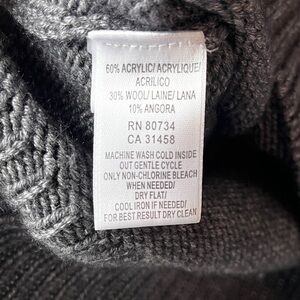 60% ACRYLIC/ ACRYLIQUE/
ACRILICO
30% WOOL/ LAINE/ LANA
10% ANGORA
RN 80734
CA 31458
MACHINE WASH COLD INSIDE
OUT GENTLE CYCLE
ONLY NON-CHLORINE BLEACH
WHEN NEEDED/
DRY FLAT/
COOL IRON IF NEEDED/
FOR BEST RESULT DRY CLEAN